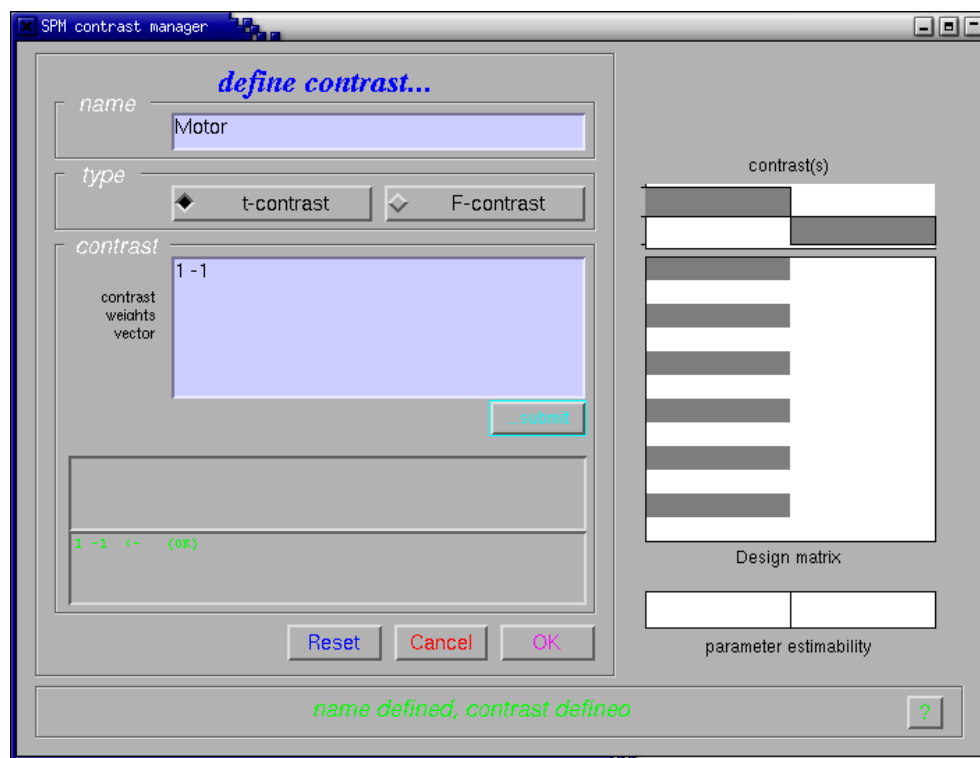 SPM contrast manager
define contrast...
name
Motor
type
t-contrast
F-contrast
contrast
1 -1
contrast
weights
vector
...submit
1 -1 <- (OK)
Reset
Cancel
OK
contrast(s)
Design matrix
parameter estimability
name defined, contrast defined
?